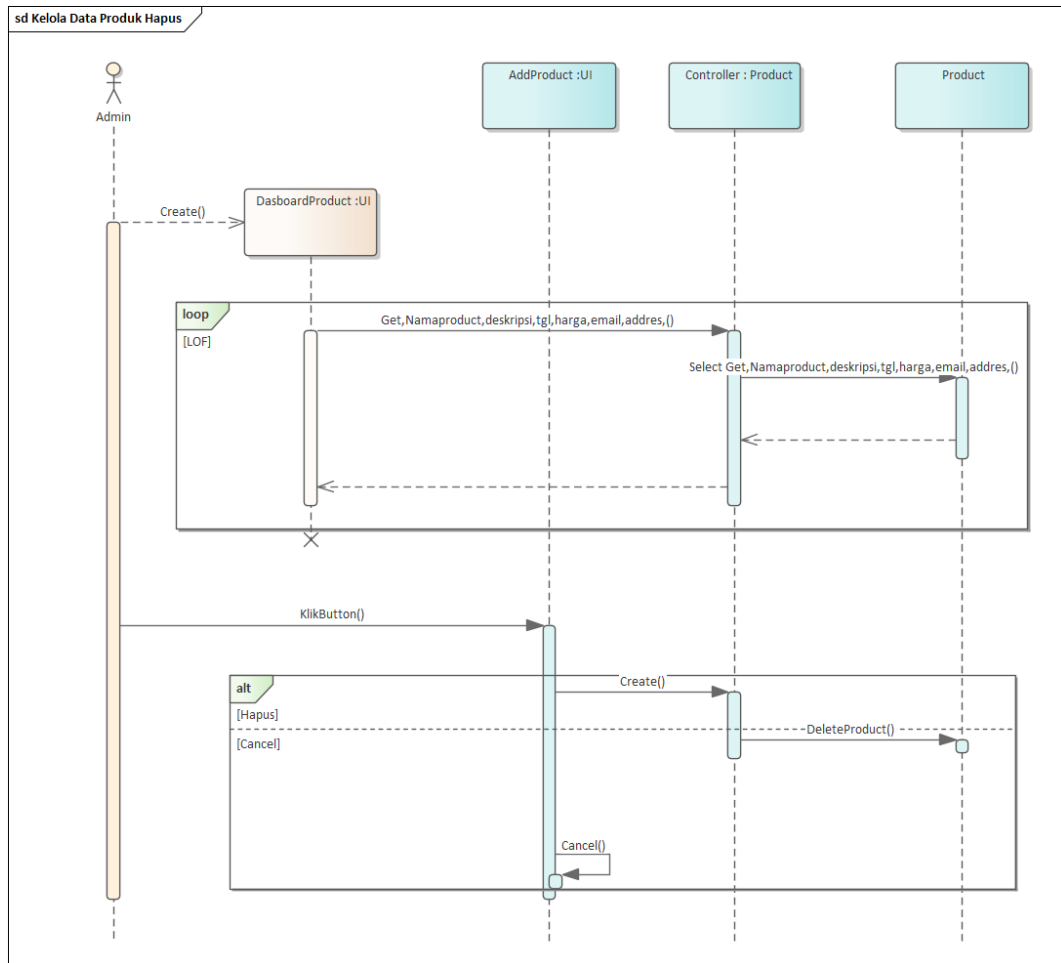 sd Kelola Data Produk Hapus
AddProduct :UI
Controller : Product
Product
Admin
DasboardProduct :UI
Create()
loop
[LOF]
Get,Namaproduct,deskripsi,tgl,harga,email,addres,()
Select Get,Namaproduct,deskripsi,tgl,harga,email,addres,()
KlikButton()
alt
[Hapus]
Create()
[Cancel]
DeleteProduct()
Cancel()